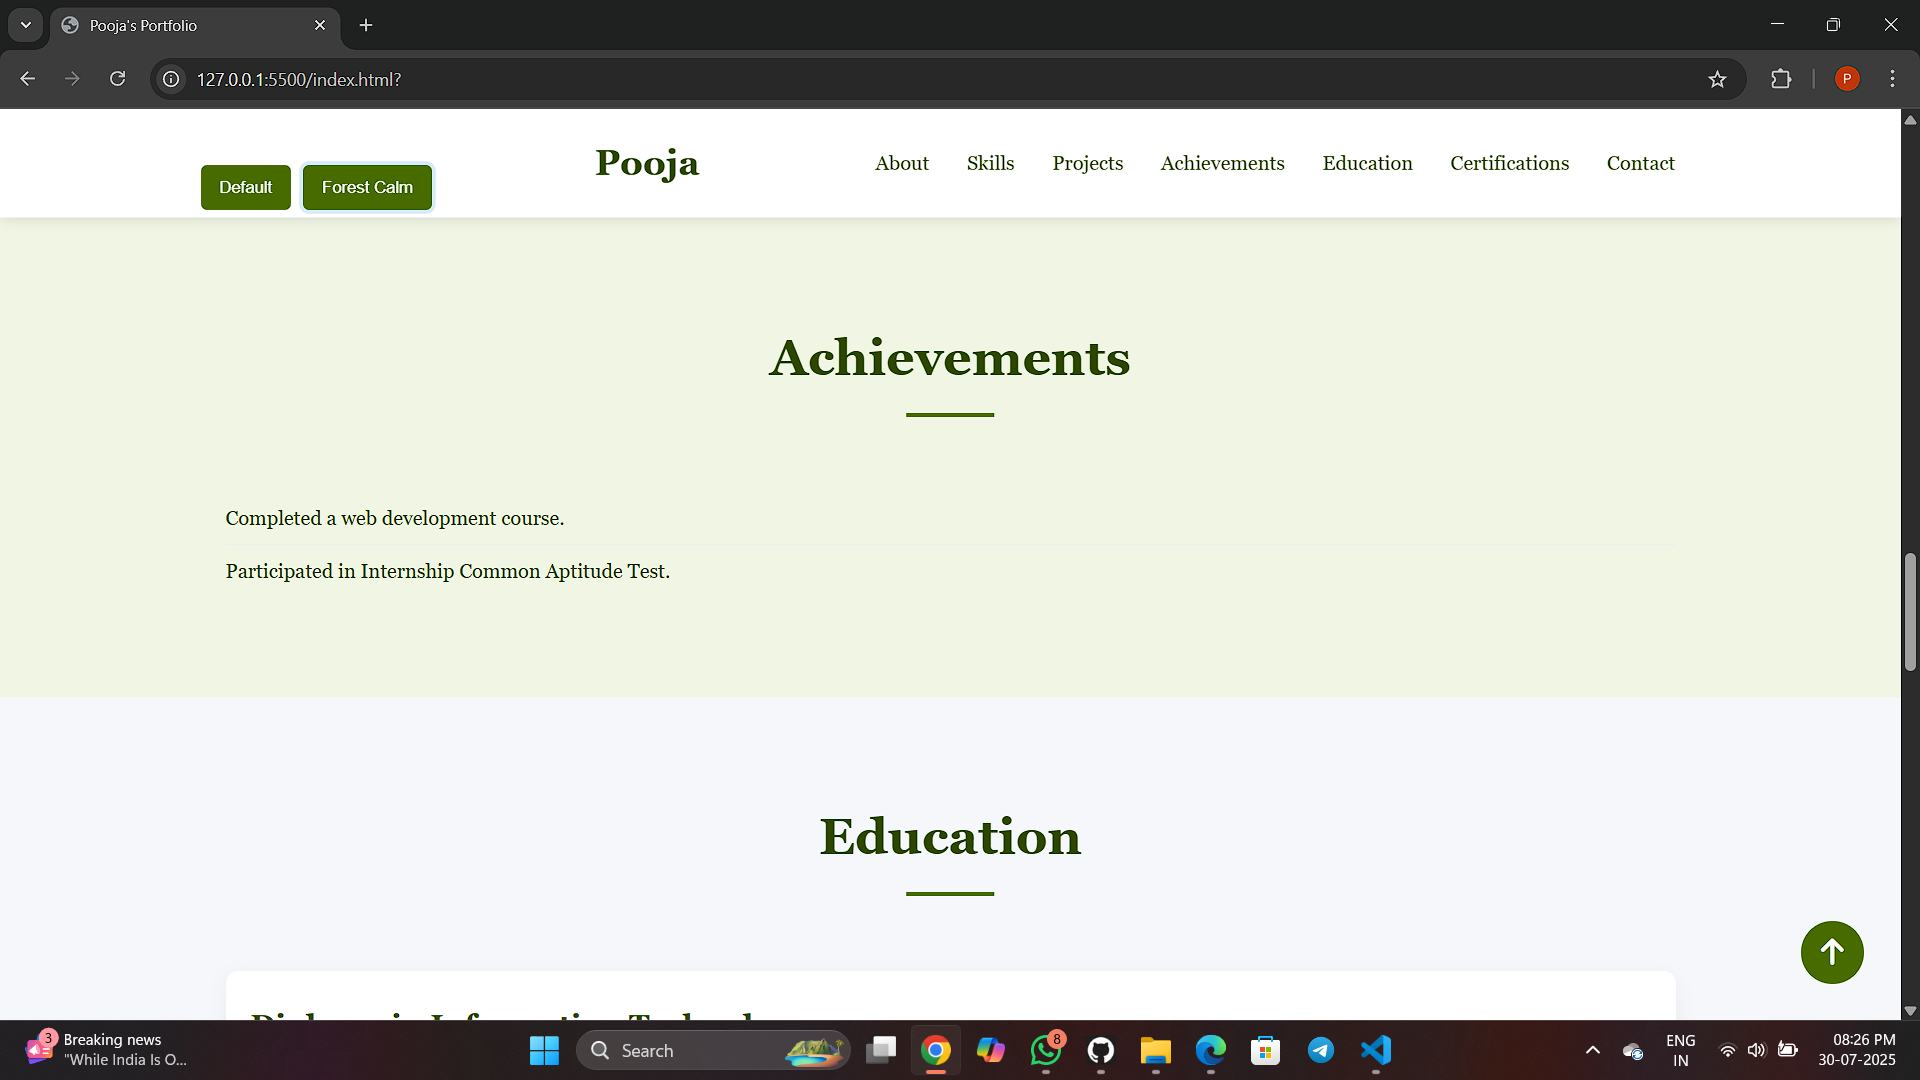 Pooja's Portfolio
127.0.0.1:5500/index.html?
P
Default
Forest Calm
Pooja
About
Skills
Projects
Achievements
Education
Certifications
Contact
Achievements
Completed a web development course.
Participated in Internship Common Aptitude Test.
Education
3
Breaking news
"While India Is O...
Search
8
ENG
IN
08:26 PM
30-07-2025